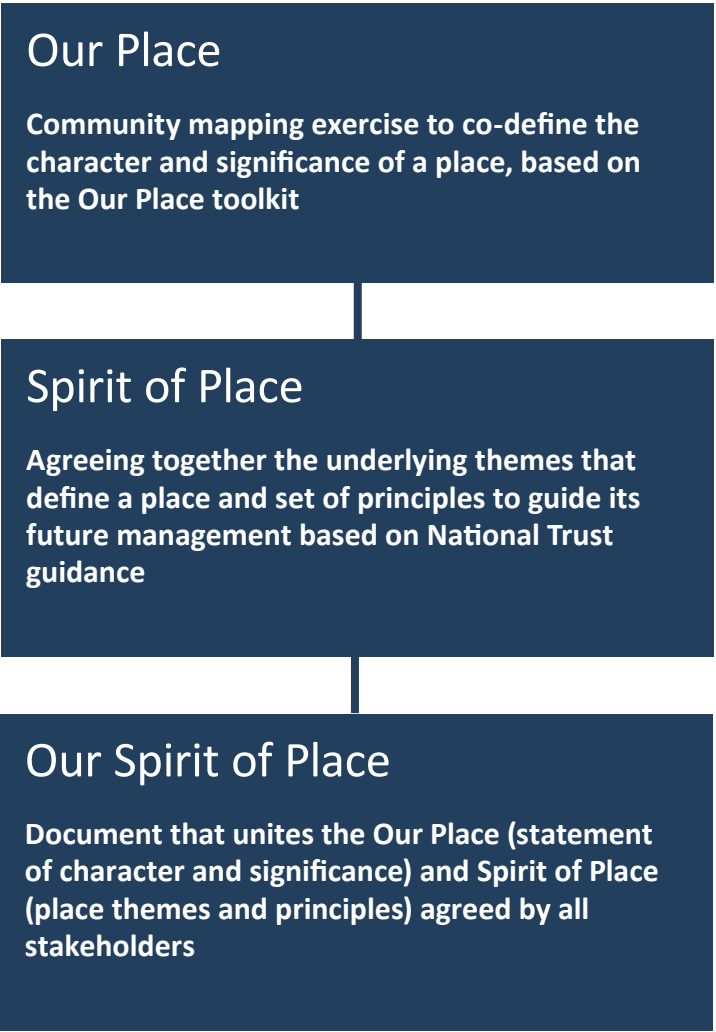 Our Place
Community mapping exercise to co-define the
character and significance of a place, based on
the Our Place toolkit
Spirit of Place
Agreeing together the underlying themes that
define a place and set of principles to guide its
future management based on National Trust
guidance
Our Spirit of Place
Document that unites the Our Place (statement
of character and significance) and Spirit of Place
(place themes and principles) agreed by all
stakeholders